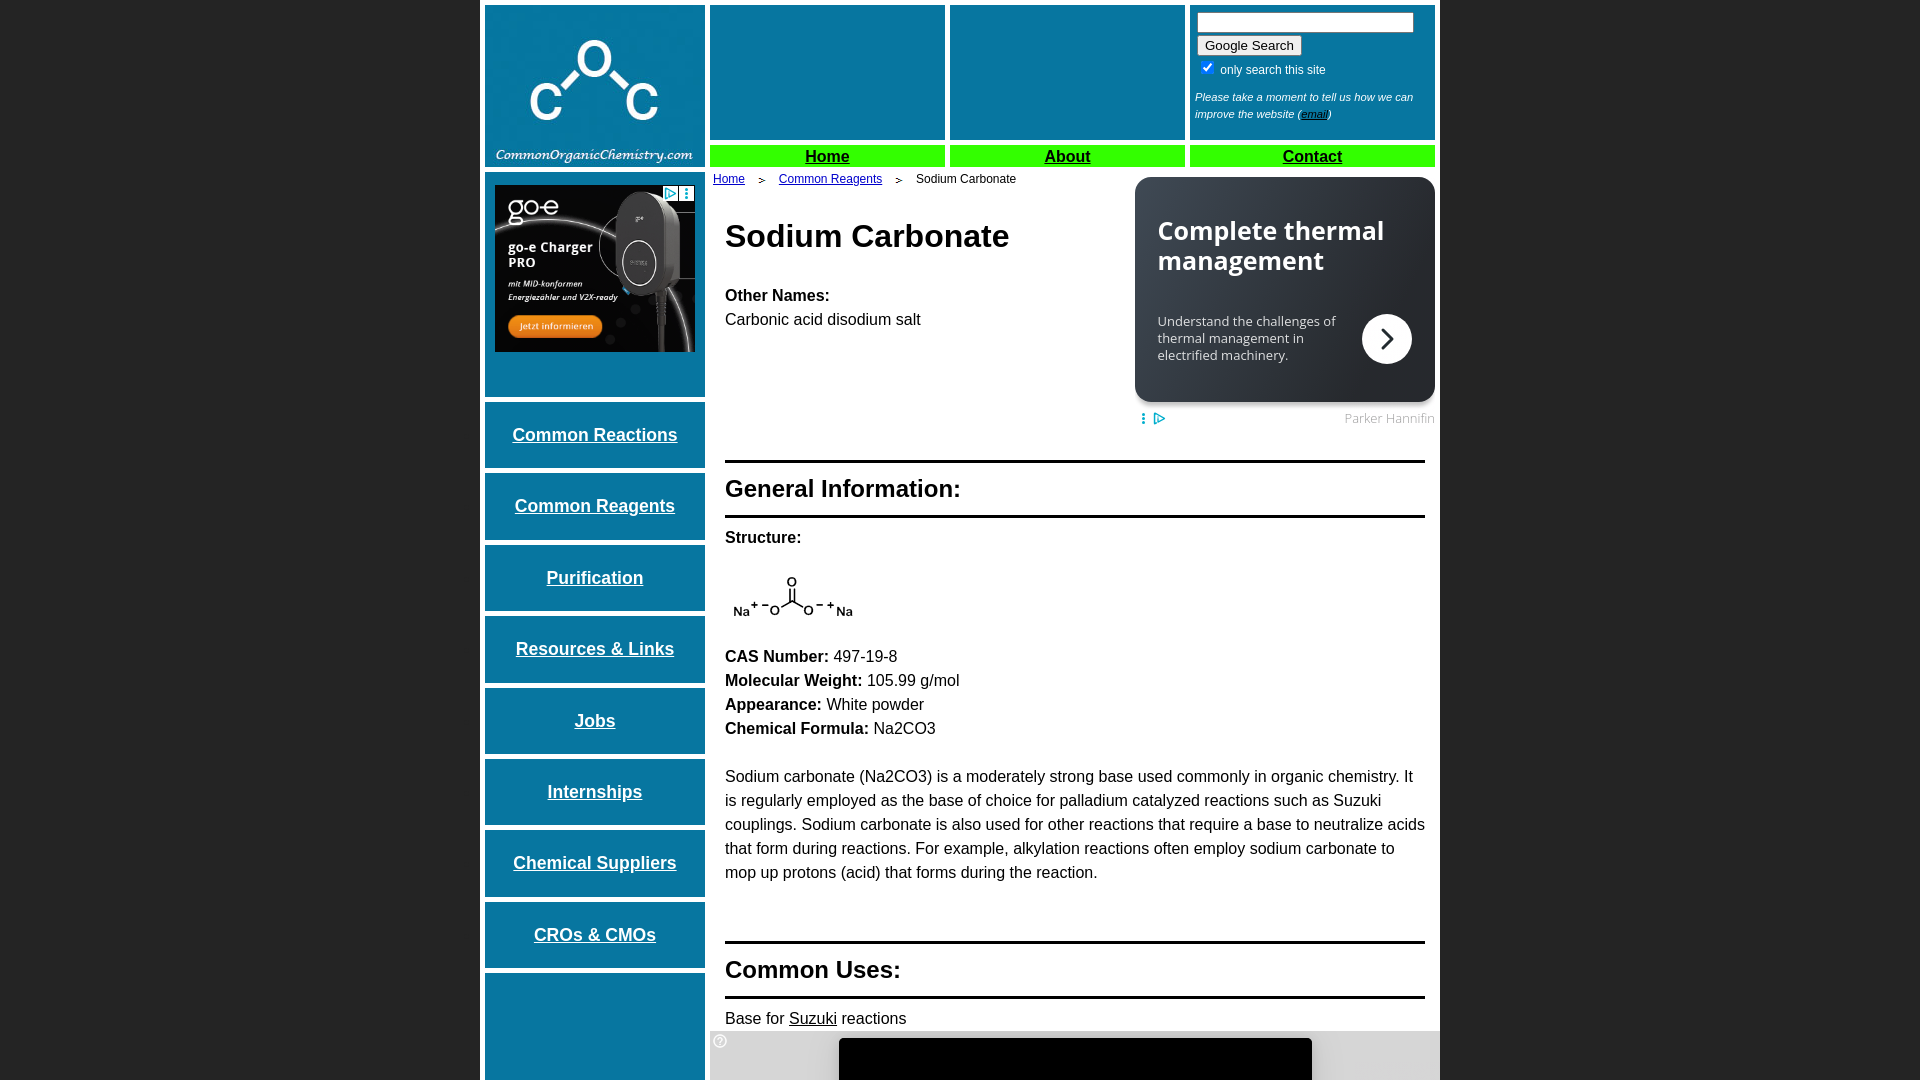 C O C
CommonOrganicChemistry.com
Google Search
only search this site
Please take a moment to tell us how we can
improve the website (email)
Home
About
Contact
go-e
go-e Charger
PRO
mit MID-konformen
Energiezähler und V2X-ready
Jetzt informieren
Common Reactions
Common Reagents
Purification
Resources & Links
Jobs
Internships
Chemical Suppliers
CROs & CMOs
Home > Common Reagents > Sodium Carbonate
Sodium Carbonate
Other Names:
Carbonic acid disodium salt
Complete thermal
management
Understand the challenges of
thermal management in
electrified machinery.
Parker Hannifin
General Information:
Structure:
O
Na + − O O − + Na
CAS Number: 497-19-8
Molecular Weight: 105.99 g/mol
Appearance: White powder
Chemical Formula: Na2CO3
Sodium carbonate (Na2CO3) is a moderately strong base used commonly in organic chemistry. It
is regularly employed as the base of choice for palladium catalyzed reactions such as Suzuki
couplings. Sodium carbonate is also used for other reactions that require a base to neutralize acids
that form during reactions. For example, alkylation reactions often employ sodium carbonate to
mop up protons (acid) that forms during the reaction.
Common Uses:
Base for Suzuki reactions